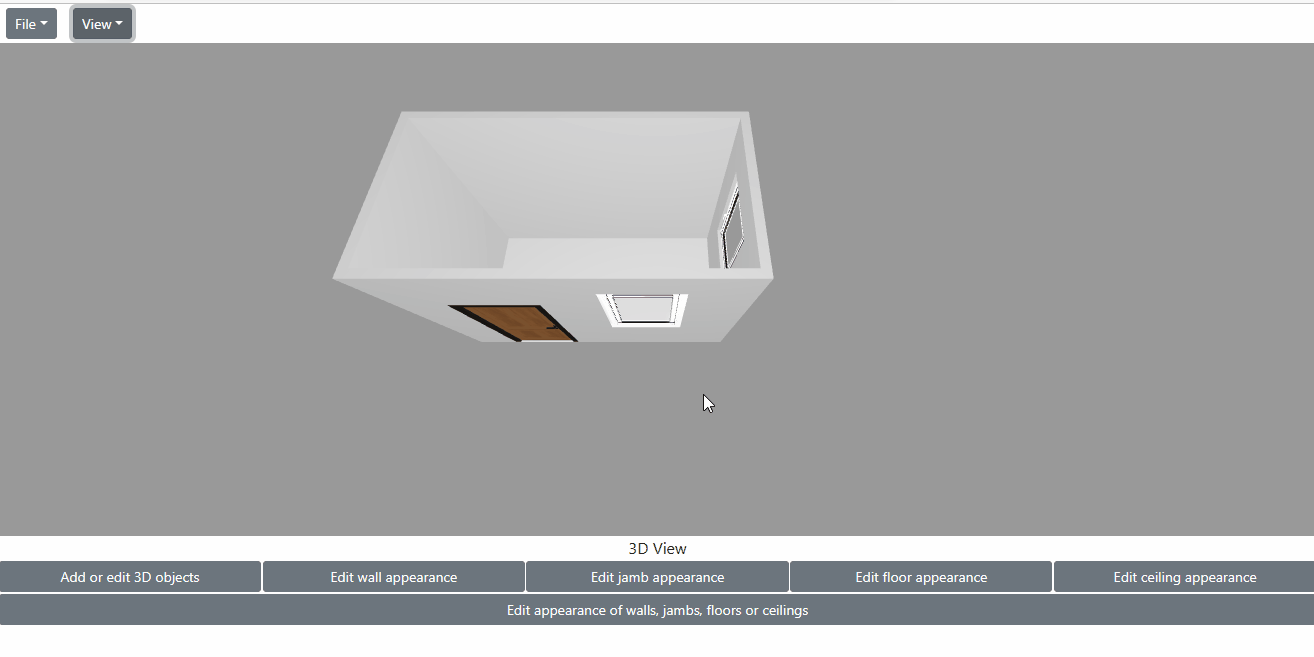 File View
3D View
Add or edit 3D objects Edit wall appearance Edit jamb appearance Edit floor appearance Edit ceiling appearance
Edit appearance of walls, jambs, floors or ceilings